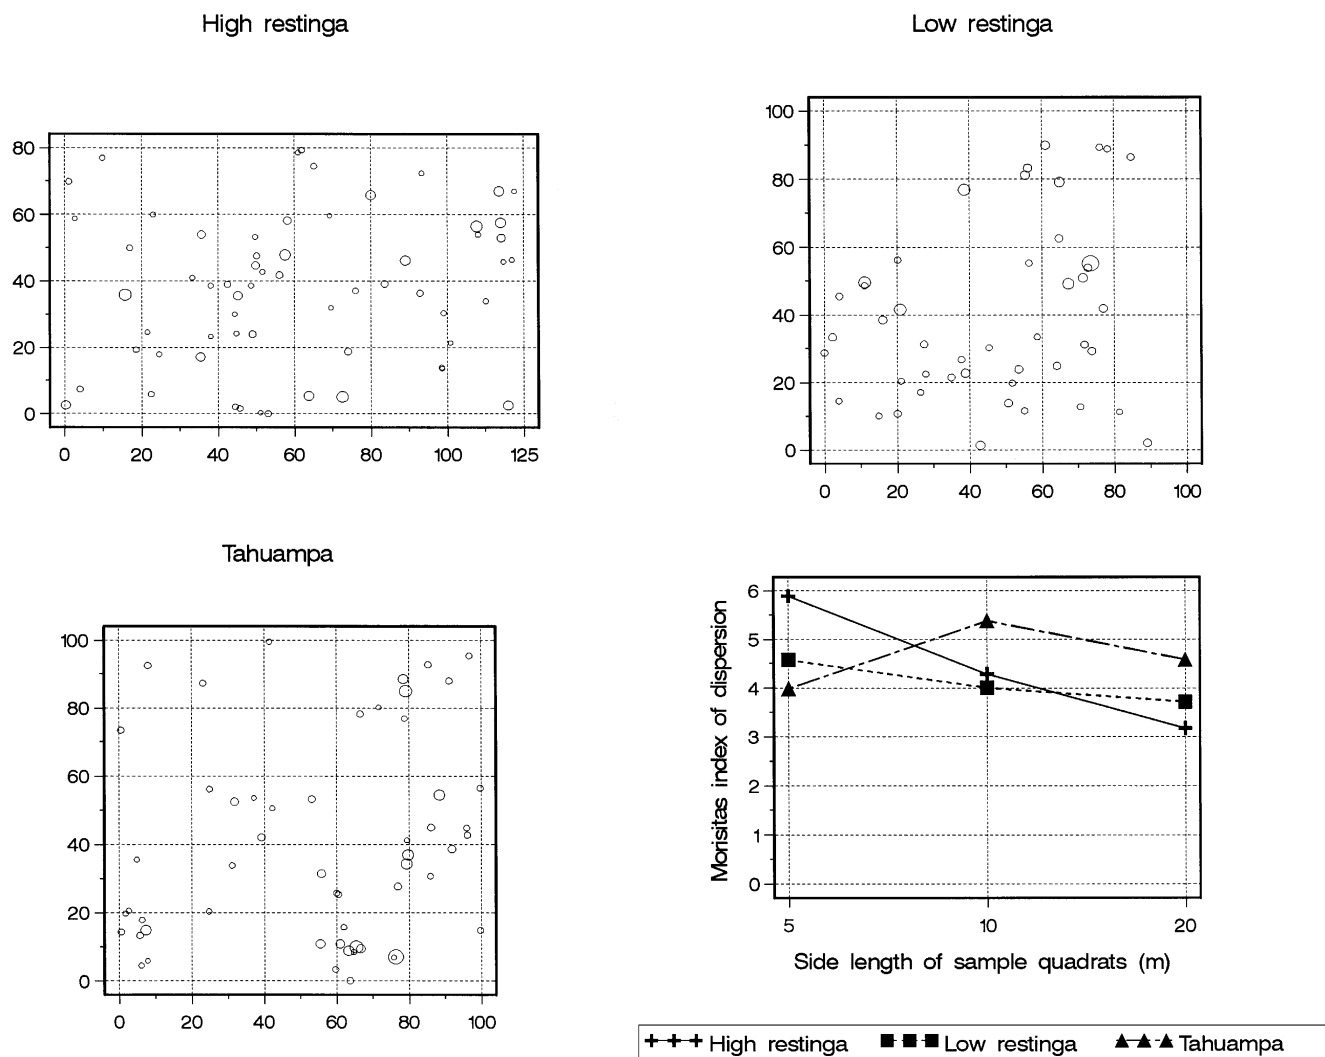 High restinga
80
60
40
20
0
0 20 40 60 80 100 125
Low restinga
100
80
60
40
20
0
0 20 40 60 80 100
Tahuampa
100
80
60
40
20
0
0 20 40 60 80 100
Morisitas index of dispersion
6
5
4
3
2
1
0
5 10 20
Side length of sample quadrats (m)
High restinga Low restinga Tahuampa